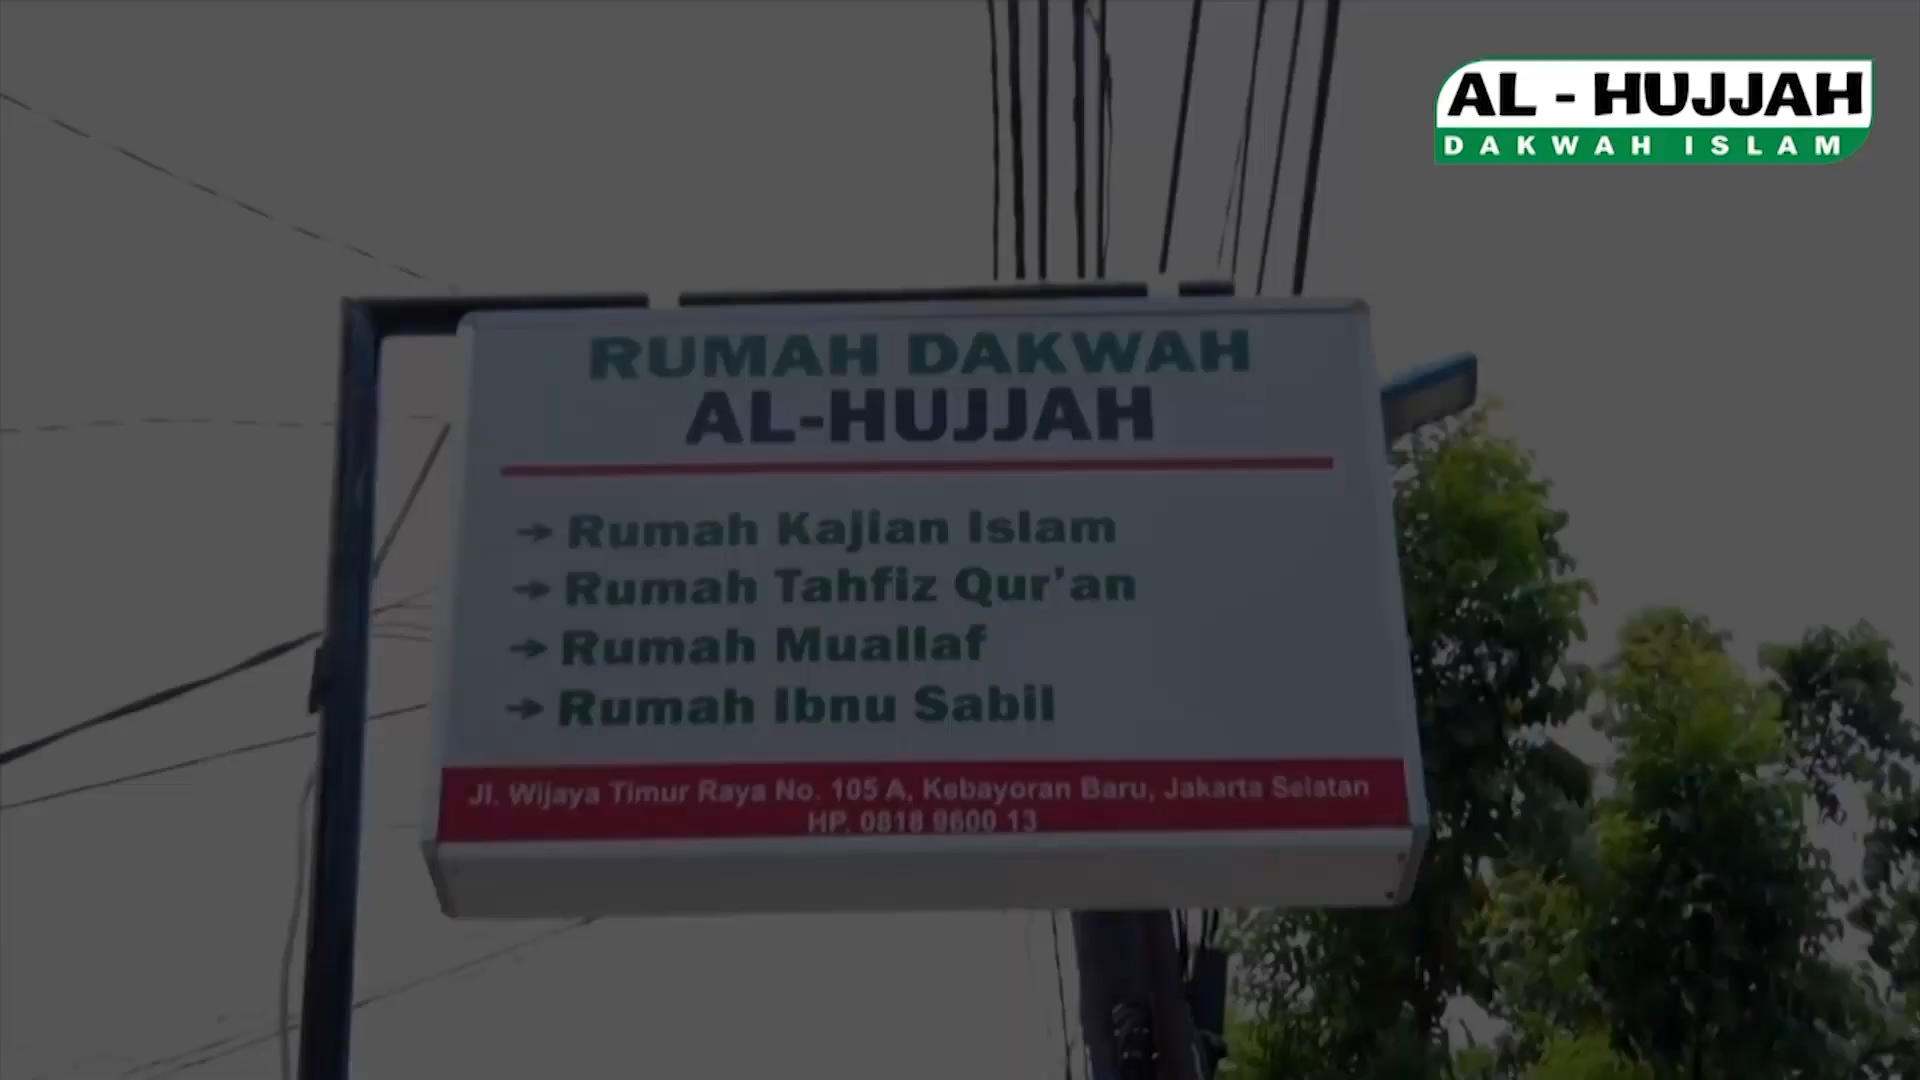 AL - HUJJAH
DAKWAH ISLAM
RUMAH DAKWAH
AL-HUJJAH
→ Rumah Kajian Islam
→ Rumah Tahfiz Qur'an
→ Rumah Muallaf
→ Rumah Ibnu Sabil
Jl. Wijaya Timur Raya No. 105 A, Kebayoran Baru, Jakarta Selatan
HP. 0818 9600 13